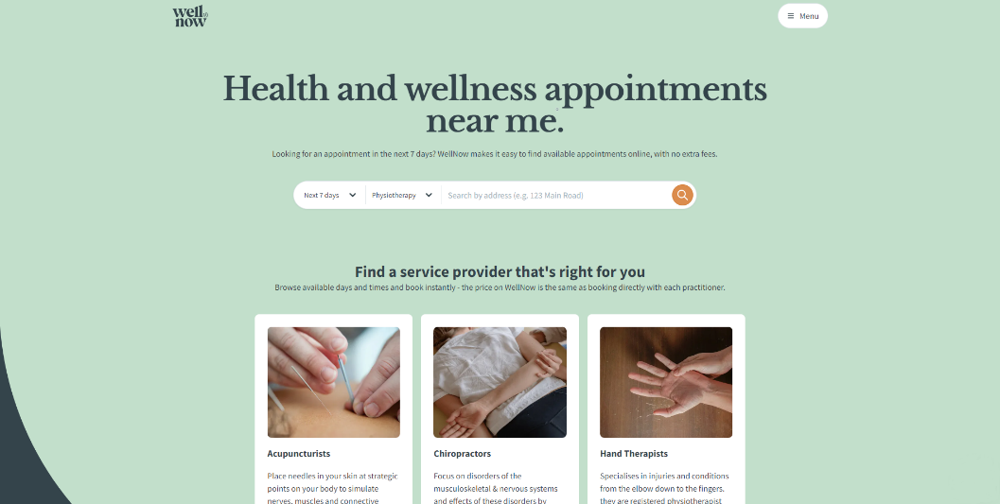 well
now
Menu
Health and wellness appointments
near me.
Looking for an appointment in the next 7 days? WellNow makes it easy to find available appointments online, with no extra fees.
Next 7 days
Physiotherapy
Search by address (e.g. 123 Main Road)
Find a service provider that's right for you
Browse available days and times and book instantly - the price on WellNow is the same as booking directly with each practitioner.
Acupuncturists
Place needles in your skin at strategic
points on your body to simulate
nerves, muscles and connective
Chiropractors
Focus on disorders of the
musculoskeletal & nervous systems
and effects of these disorders by
Hand Therapists
Specialises in injuries and conditions
from the elbow down to the fingers.
they are registered physiotherapist